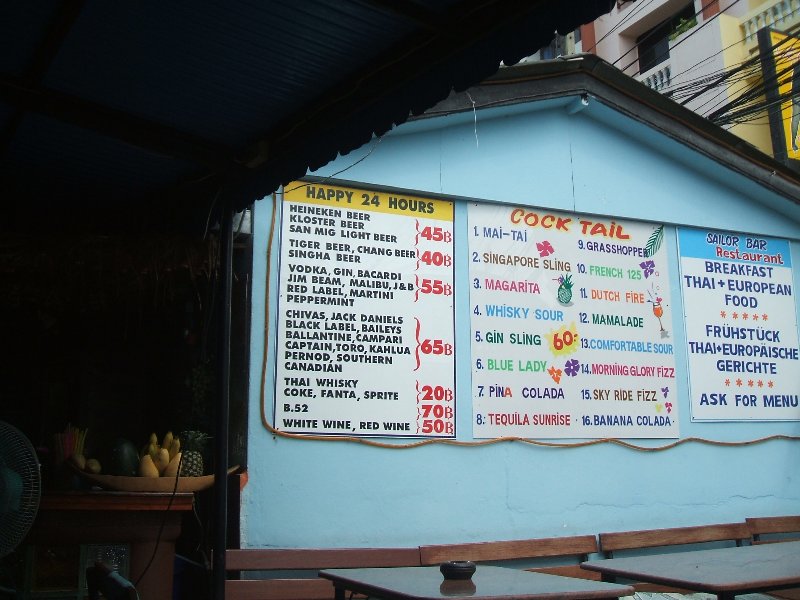 HAPPY 24 HOURS
HEINEKEN BEER
KLOSTER BEER
SAN MIG LIGHT BEER
45B
TIGER BEER, CHANG BEER
SINGHA BEER
40B
VODKA, GIN, BACARDI
JIM BEAM, MALIBU, J&B
RED LABEL, MARTINI
PEPPERMINT
55B
CHIVAS, JACK DANIELS
BLACK LABEL, BAILEYS
BALLANTINE, CAMPARI
CAPTAIN, TORO, KAHLUA
PERNOD, SOUTHERN
CANADIAN
65B
THAI WHISKY
COKE, FANTA, SPRITE
20B
B.52
70B
WHITE WINE, RED WINE
50B
COCK TAIL
1. MAI-TAI
2. SINGAPORE SLING
3. MAGARITA
4. WHISKY SOUR
5. GIN SLING
6. BLUE LADY
7. PINA COLADA
8. TEQUILA SUNRISE
60-
9. GRASSHOPPER
10. FRENCH 125
11. DUTCH FIRE
12. MAMALADE
13. COMFORTABLE SOUR
14. MORNING GLORY FIZZ
15. SKY RIDE FIZZ
16. BANANA COLADA
SAILOR BAR
Restaurant
BREAKFAST
THAI + EUROPEAN
FOOD
*****
FRÜHSTÜCK
THAI+EUROPÄISCHE
GERICHTE
*****
ASK FOR MENU